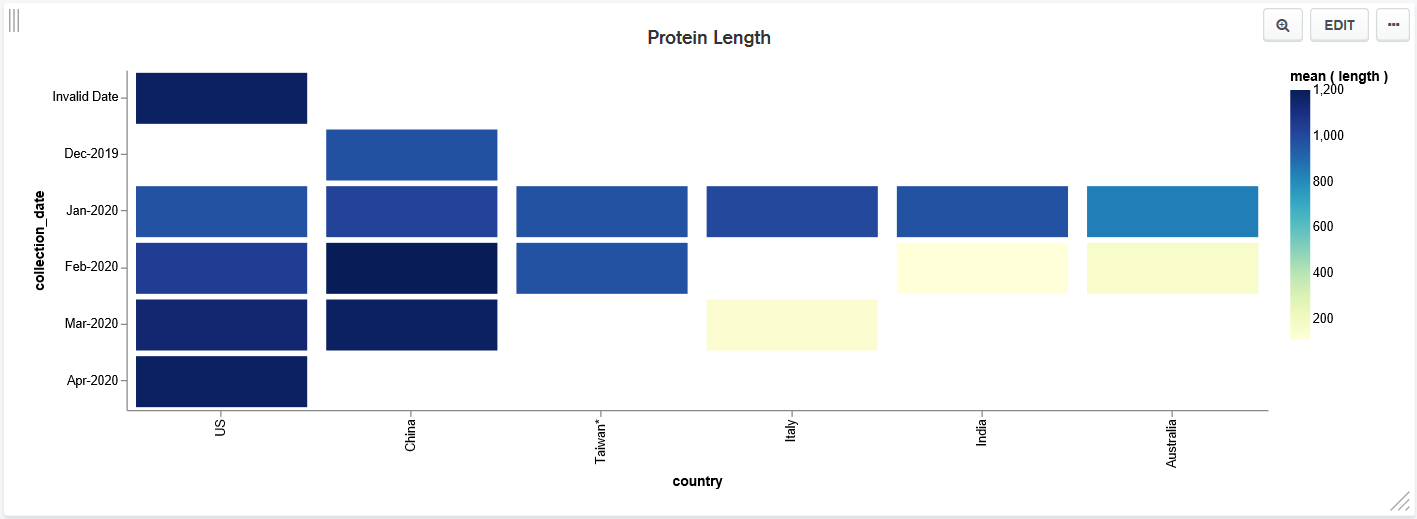 Protein Length
EDIT
mean ( length )
1,200
1,000
800
600
400
200
collection_date
Invalid Date
Dec-2019
Jan-2020
Feb-2020
Mar-2020
Apr-2020
US
China
Taiwan*
Italy
India
Australia
country